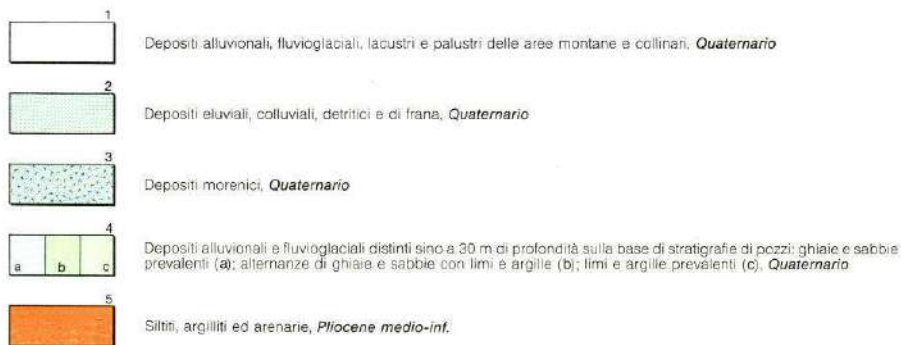 1
Depositi alluvionali, fluvioglaciali, lacustri e palustri delle aree montane e collinari, Quaternario
2
Depositi eluviali, colluviali, detritici e di frana, Quaternario
3
Depositi morenici, Quaternario
4
a b c
Depositi alluvionali e fluvioglaciali distinti sino a 30 m di profondità sulla base di stratigrafie di pozzi: ghiaie e sabbie
prevalenti (a); alternanze di ghiaie e sabbie con limi e argille (b); limi e argille prevalenti (c), Quaternario
5
Siltiti, argilliti ed arenarie, Pliocene medio-inf.